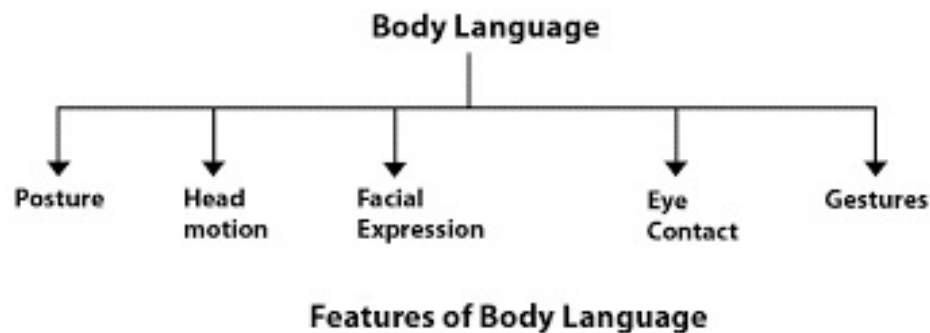 Body Language
Posture
Head
motion
Facial
Expression
Eye
Contact
Gestures
Features of Body Language